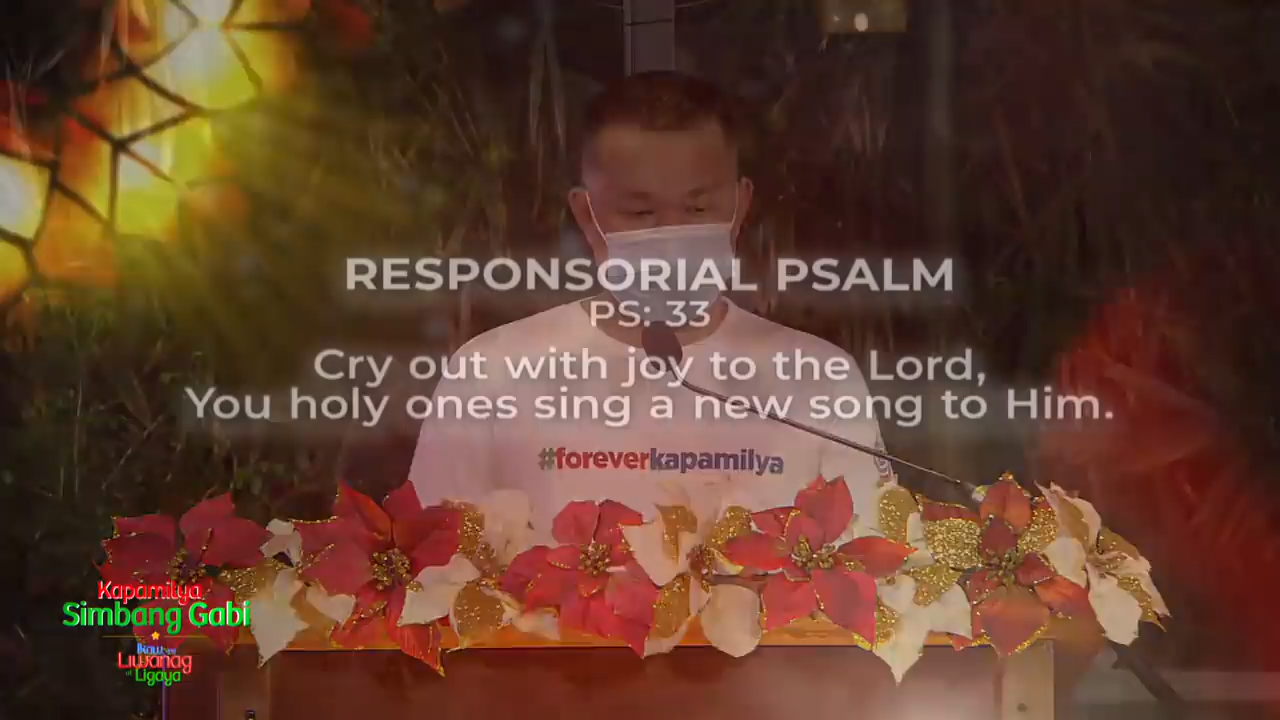 RESPONSORIAL PSALM
PS: 33
Cry out with joy to the Lord,
You holy ones sing a new song to Him.
#foreverkapamilya
Kapamilya
Simbang Gabi
Ikaw ang
Liwanag
at Ligaya